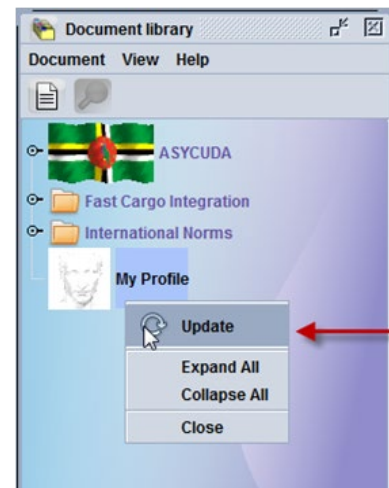 Document library
Document View Help
ASYCUDA
Fast Cargo Integration
International Norms
My Profile
Update
Expand All
Collapse All
Close